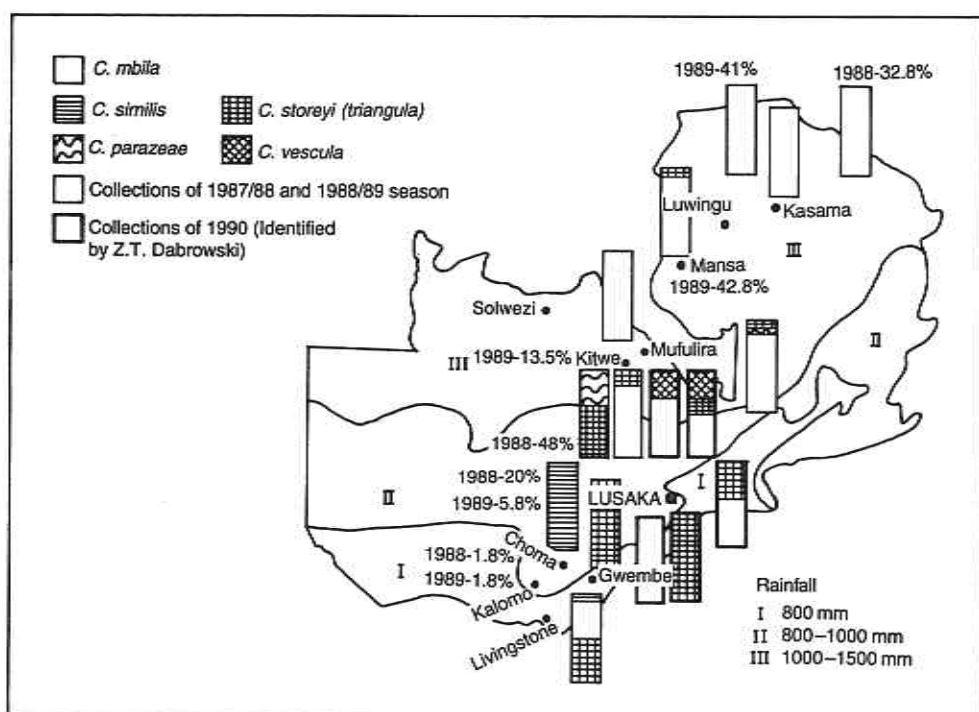 C. mbila
C. similis
C. storeyi (triangula)
C. parazeae
C. vescula
Collections of 1987/88 and 1988/89 season
Collections of 1990 (Identified
by Z.T. Dabrowski)
1989-41%
1988-32.8%
Luwingu
Kasama
III
Mansa
1989-42.8%
Solwezi
II
Mufulira
III
1989-13.5%
Kitwe
1988-48%
1988-20%
I
II
1989-5.8%
LUSAKA
1988-1.8%
Choma
I
1989-1.8%
Gwembe
Kalomo
Livingstone
Rainfall
I 800 mm
II 800–1000 mm
III 1000–1500 mm